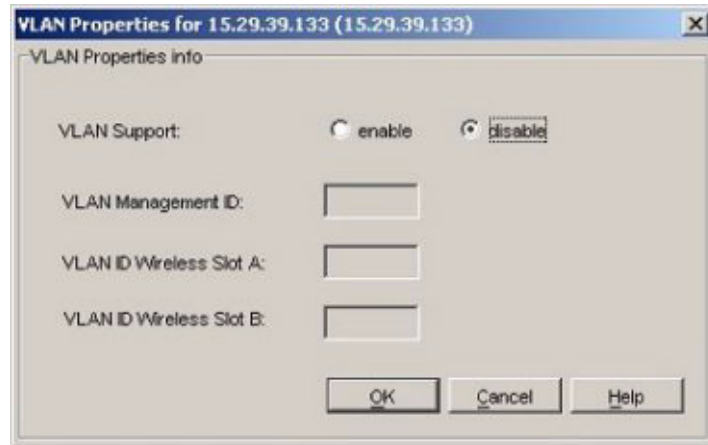 VLAN Properties for 15.29.39.133 (15.29.39.133)
VLAN Properties info
VLAN Support: enable disable
VLAN Management ID:
VLAN ID Wireless Slot A:
VLAN ID Wireless Slot B:
OK Cancel Help